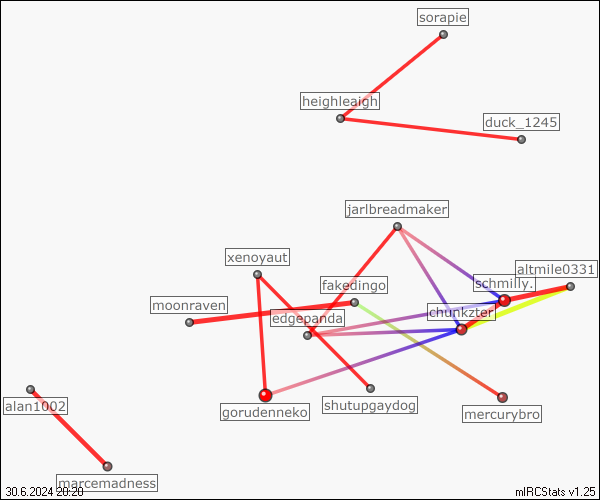 sorapie
heighleaigh
duck_1245
jarlbreadmaker
xenoyaut
altmile0331
fakedingo
schmilly.
moonraven
edgepanda
chunkzter
alan1002
gorudenneko
shutupgaydog
mercurybro
marcemadness
30.6.2024 20:20
mIRCStats v1.25